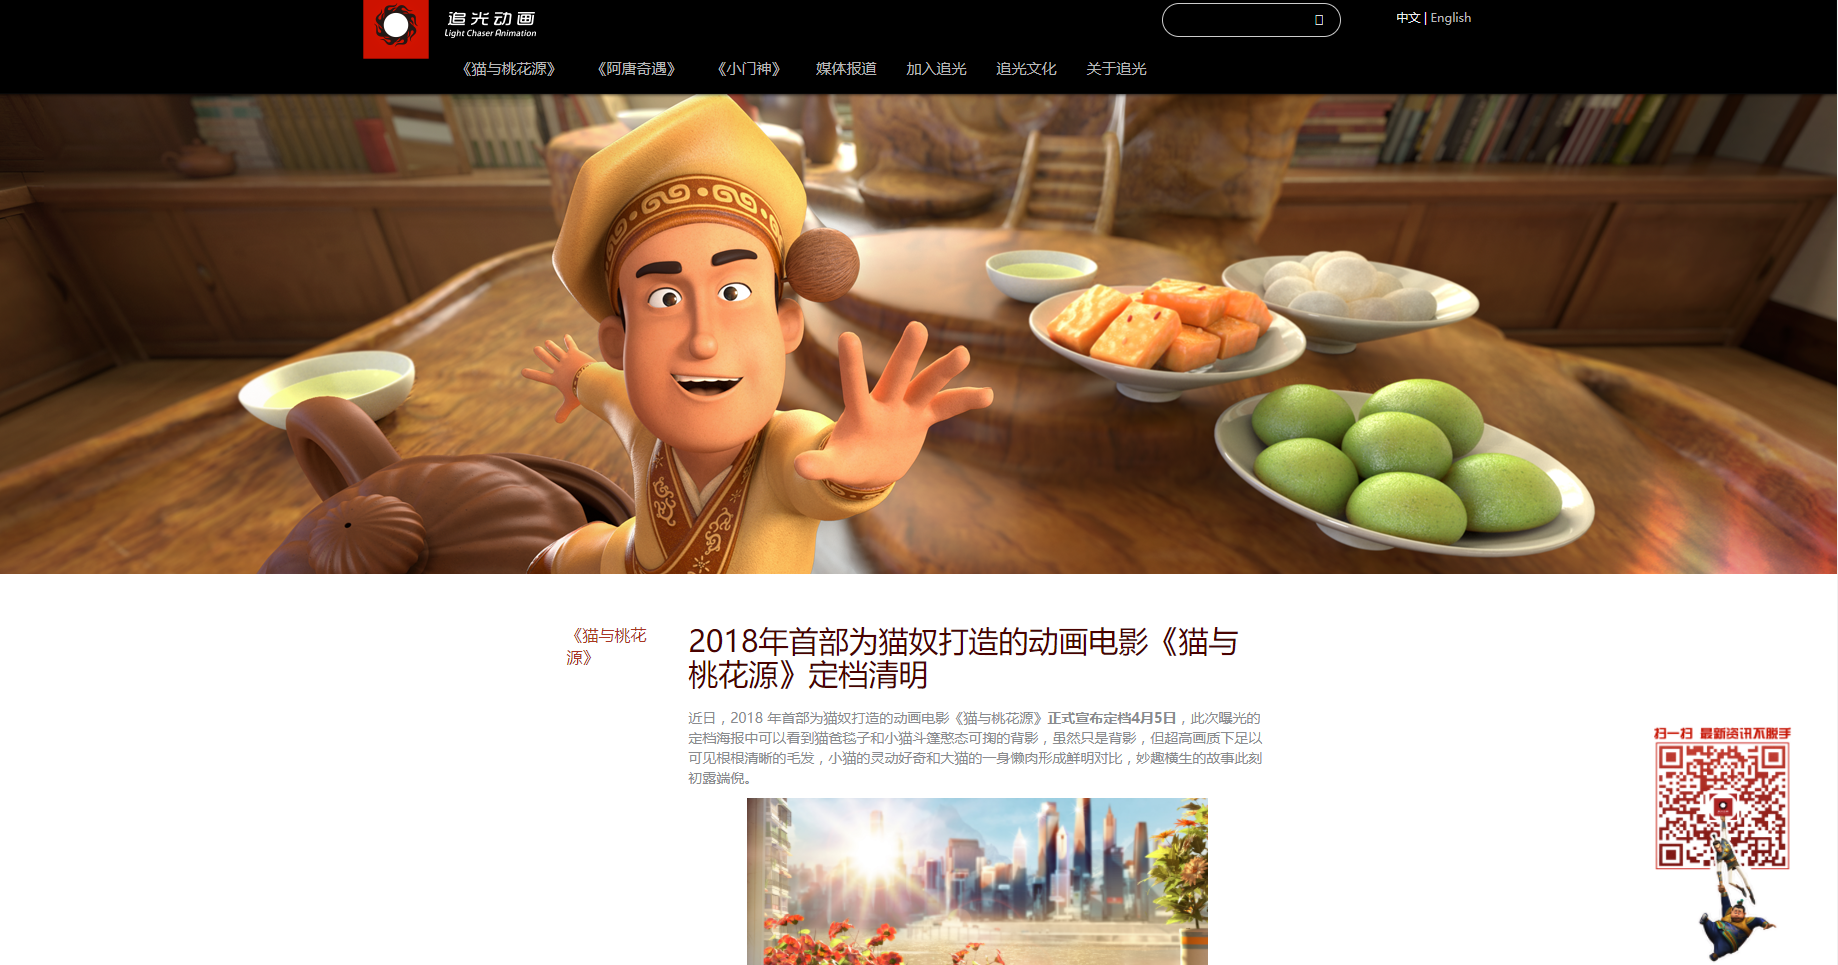 追光动画
Light Chaser Animation
中文 | English
《猫与桃花源》 《阿唐奇遇》 《小门神》 媒体报道 加入追光 追光文化 关于追光
《猫与桃花
源》
2018年首部为猫奴打造的动画电影《猫与
桃花源》定档清明
近日，2018 年首部为猫奴打造的动画电影《猫与桃花源》正式宣布定档4月5日，此次曝光的
定档海报中可以看到猫爸毯子和小猫斗篷憨态可掬的背影，虽然只是背影，但超高画质下足以
可见根根清晰的毛发，小猫的灵动好奇和大猫的一身懒肉形成鲜明对比，妙趣横生的故事此刻
初露端倪。
扫一扫 最新资讯不脱手